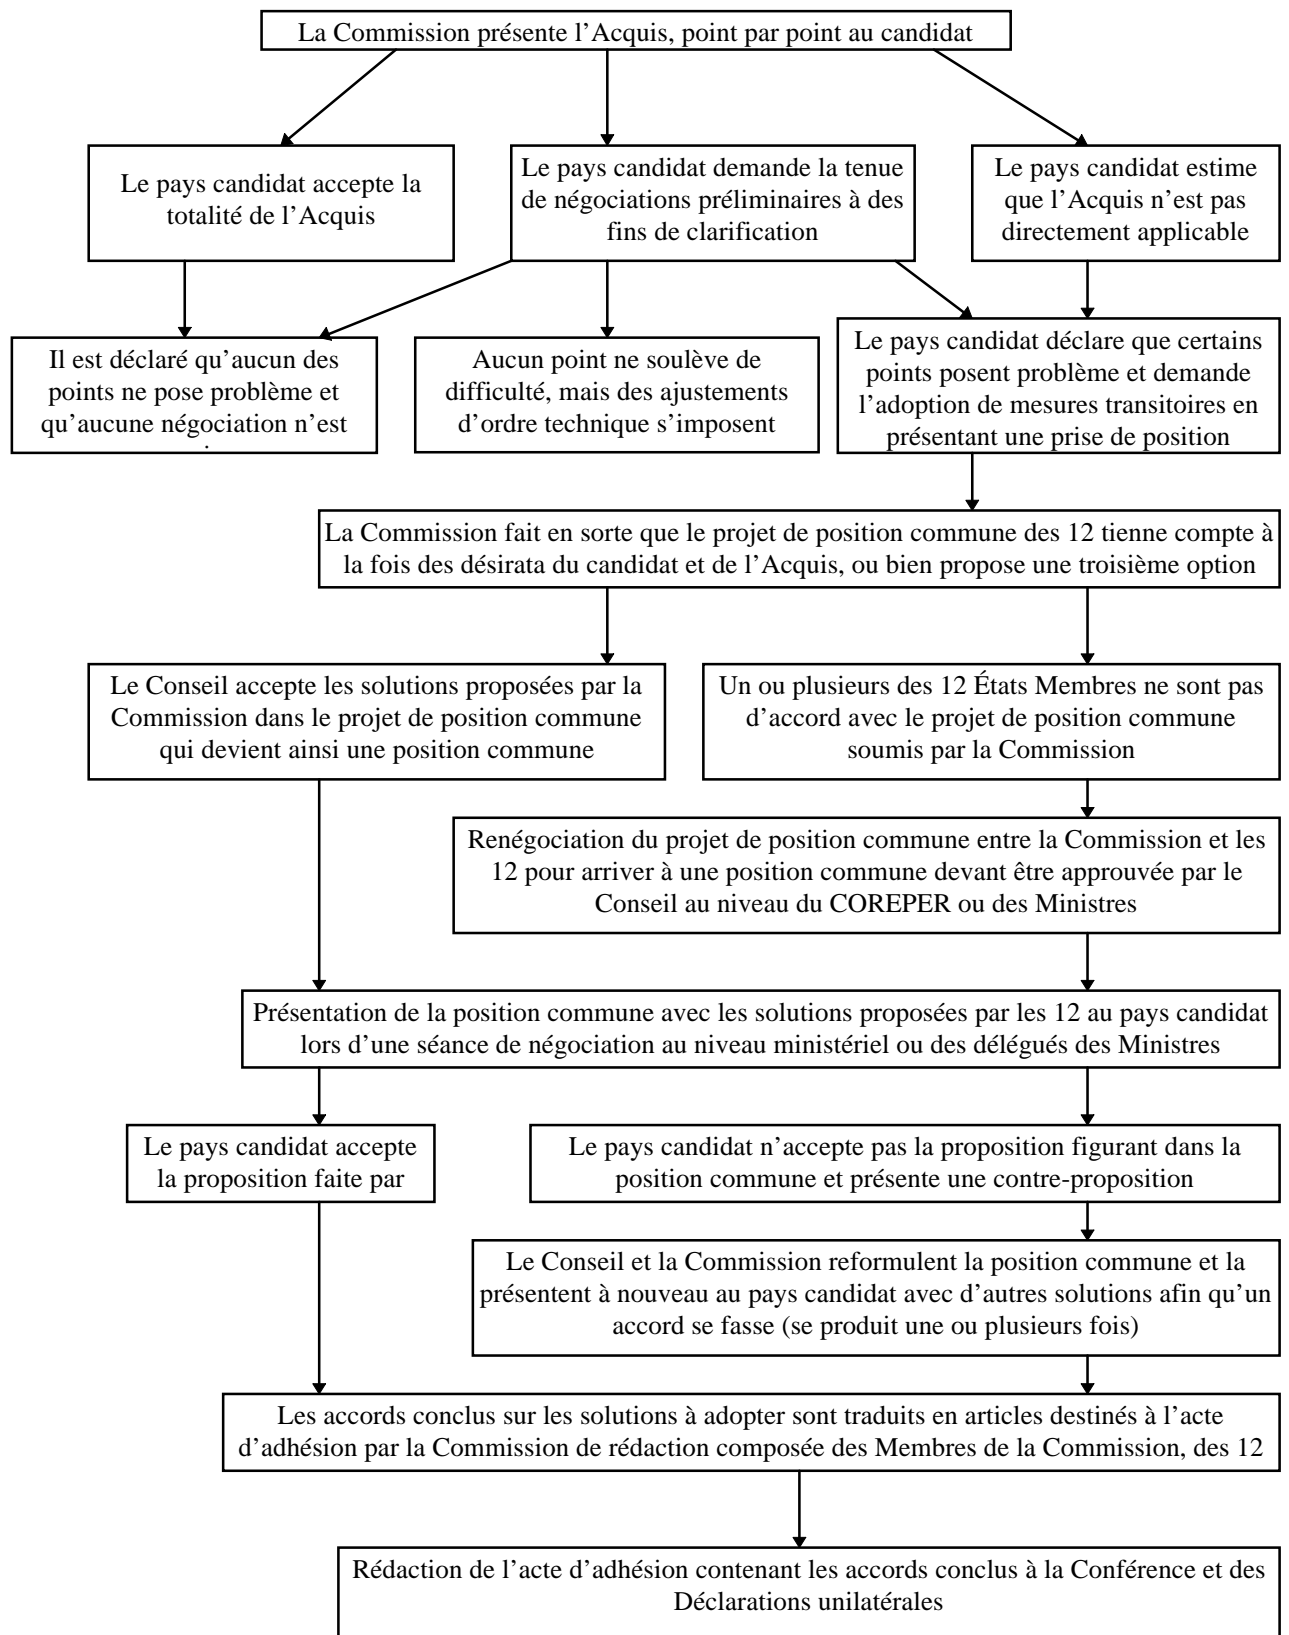 La Commission présente l’Acquis, point par point au candidat
Le pays candidat accepte la
totalité de l’Acquis
Le pays candidat demande la tenue
de négociations préliminaires à des
fins de clarification
Le pays candidat estime
que l’Acquis n’est pas
directement applicable
Il est déclaré qu’aucun des
points ne pose problème et
qu’aucune négociation n’est
Aucun point ne soulève de
difficulté, mais des ajustements
d’ordre technique s’imposent
Le pays candidat déclare que certains
points posent problème et demande
l’adoption de mesures transitoires en
présentant une prise de position
La Commission fait en sorte que le projet de position commune des 12 tienne compte à
la fois des désirata du candidat et de l’Acquis, ou bien propose une troisième option
Le Conseil accepte les solutions proposées par la
Commission dans le projet de position commune
qui devient ainsi une position commune
Un ou plusieurs des 12 États Membres ne sont pas
d’accord avec le projet de position commune
soumis par la Commission
Renégociation du projet de position commune entre la Commission et les
12 pour arriver à une position commune devant être approuvée par le
Conseil au niveau du COREPER ou des Ministres
Présentation de la position commune avec les solutions proposées par les 12 au pays candidat
lors d’une séance de négociation au niveau ministériel ou des délégués des Ministres
Le pays candidat accepte
la proposition faite par
Le pays candidat n’accepte pas la proposition figurant dans la
position commune et présente une contre-proposition
Le Conseil et la Commission reformulent la position commune et la
présentent à nouveau au pays candidat avec d’autres solutions afin qu’un
accord se fasse (se produit une ou plusieurs fois)
Les accords conclus sur les solutions à adopter sont traduits en articles destinés à l’acte
d’adhésion par la Commission de rédaction composée des Membres de la Commission, des 12
Rédaction de l’acte d’adhésion contenant les accords conclus à la Conférence et des
Déclarations unilatérales